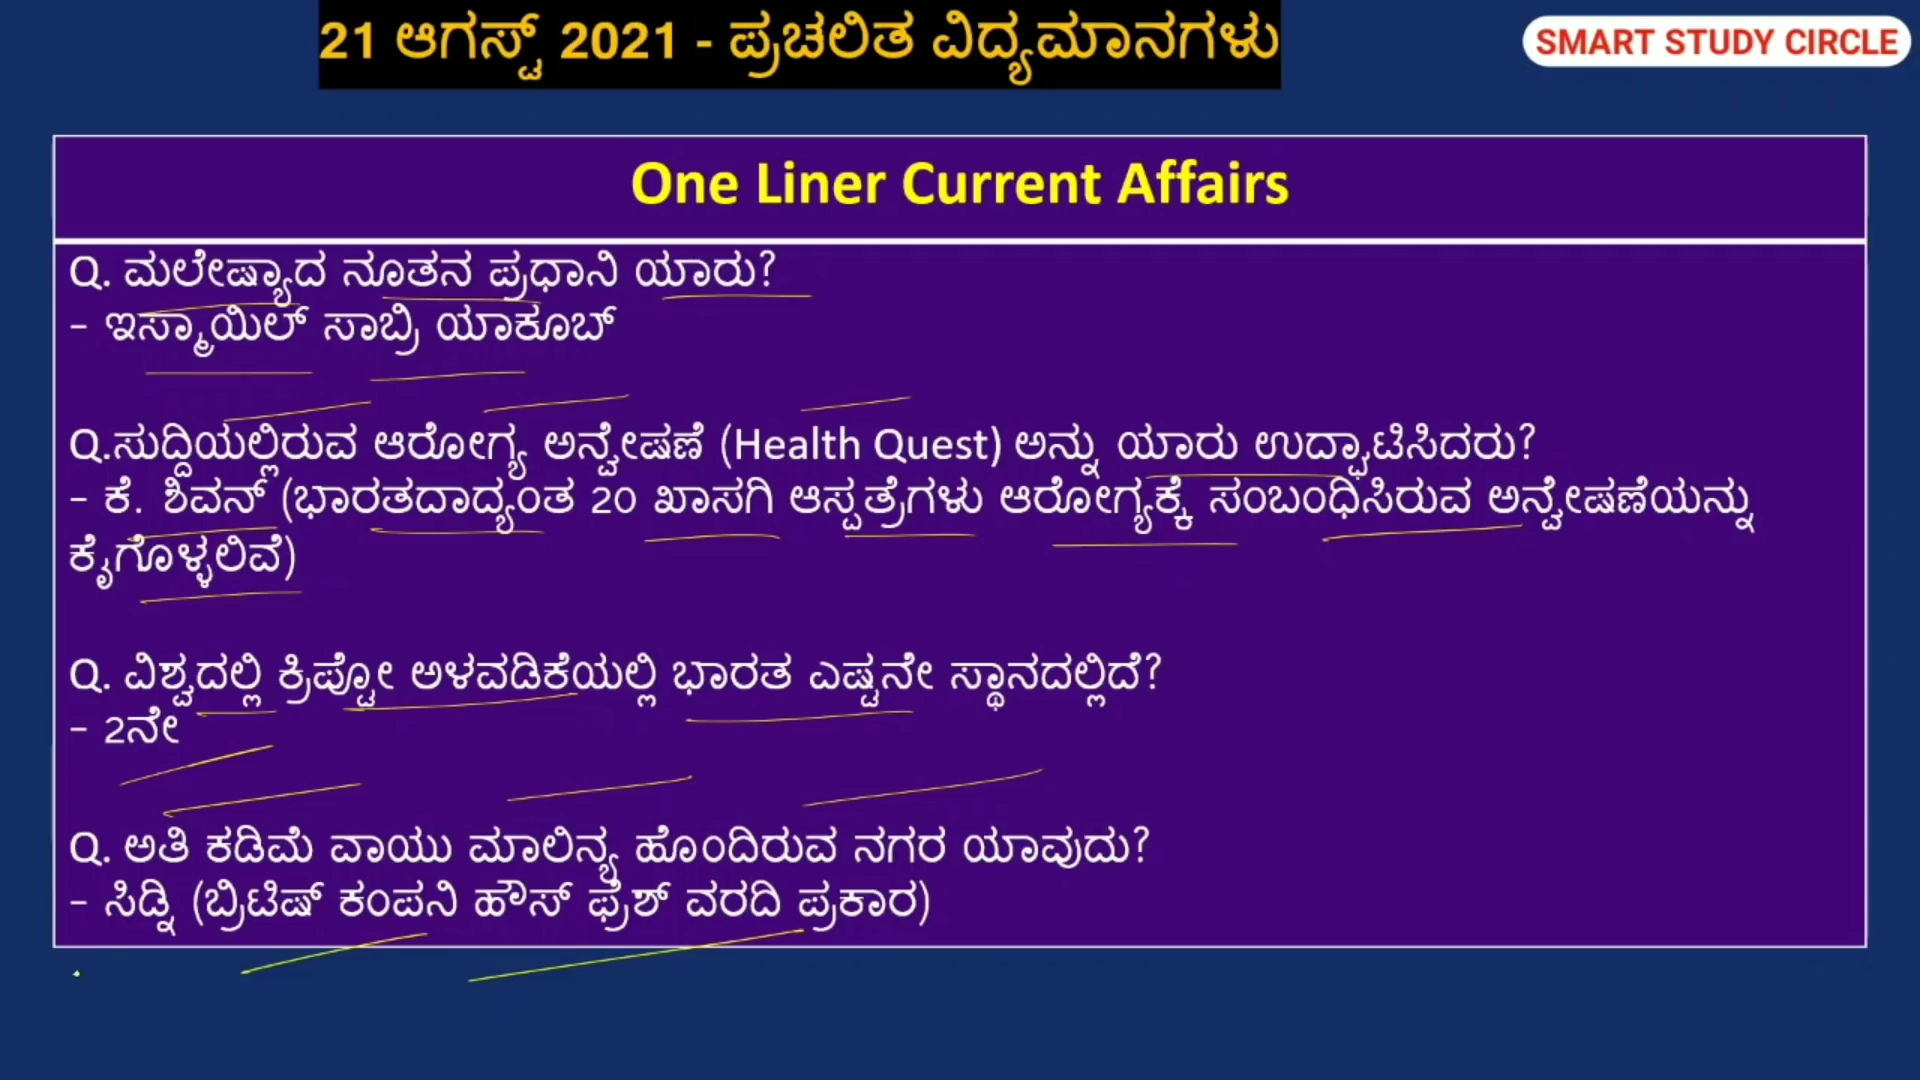 21 ಆಗಸ್ಟ್ 2021 - ಪ್ರಚಲಿತ ವಿದ್ಯಮಾನಗಳು
SMART STUDY CIRCLE
One Liner Current Affairs
Q. ಮಲೇಷ್ಯಾದ ನೂತನ ಪ್ರಧಾನಿ ಯಾರು?
- ಇಸ್ಮಾಯಿಲ್ ಸಾಬ್ರಿ ಯಾಕೂಬ್
Q.ಸುದ್ದಿಯಲ್ಲಿರುವ ಆರೋಗ್ಯ ಅನ್ವೇಷಣೆ (Health Quest) ಅನ್ನು ಯಾರು ಉದ್ಘಾಟಿಸಿದರು?
- ಕೆ. ಶಿವನ್ (ಭಾರತದಾದ್ಯಂತ 20 ಖಾಸಗಿ ಆಸ್ಪತ್ರೆಗಳು ಆರೋಗ್ಯಕ್ಕೆ ಸಂಬಂಧಿಸಿರುವ ಅನ್ವೇಷಣೆಯನ್ನು
ಕೈಗೊಳ್ಳಲಿವೆ)
Q. ವಿಶ್ವದಲ್ಲಿ ಕ್ರಿಪ್ಟೋ ಅಳವಡಿಕೆಯಲ್ಲಿ ಭಾರತ ಎಷ್ಟನೇ ಸ್ಥಾನದಲ್ಲಿದೆ?
- 2ನೇ
Q. ಅತಿ ಕಡಿಮೆ ವಾಯು ಮಾಲಿನ್ಯ ಹೊಂದಿರುವ ನಗರ ಯಾವುದು?
- ಸಿಡ್ನಿ (ಬ್ರಿಟಿಷ್ ಕಂಪನಿ ಹೌಸ್ ಫ್ರೆಶ್ ವರದಿ ಪ್ರಕಾರ)